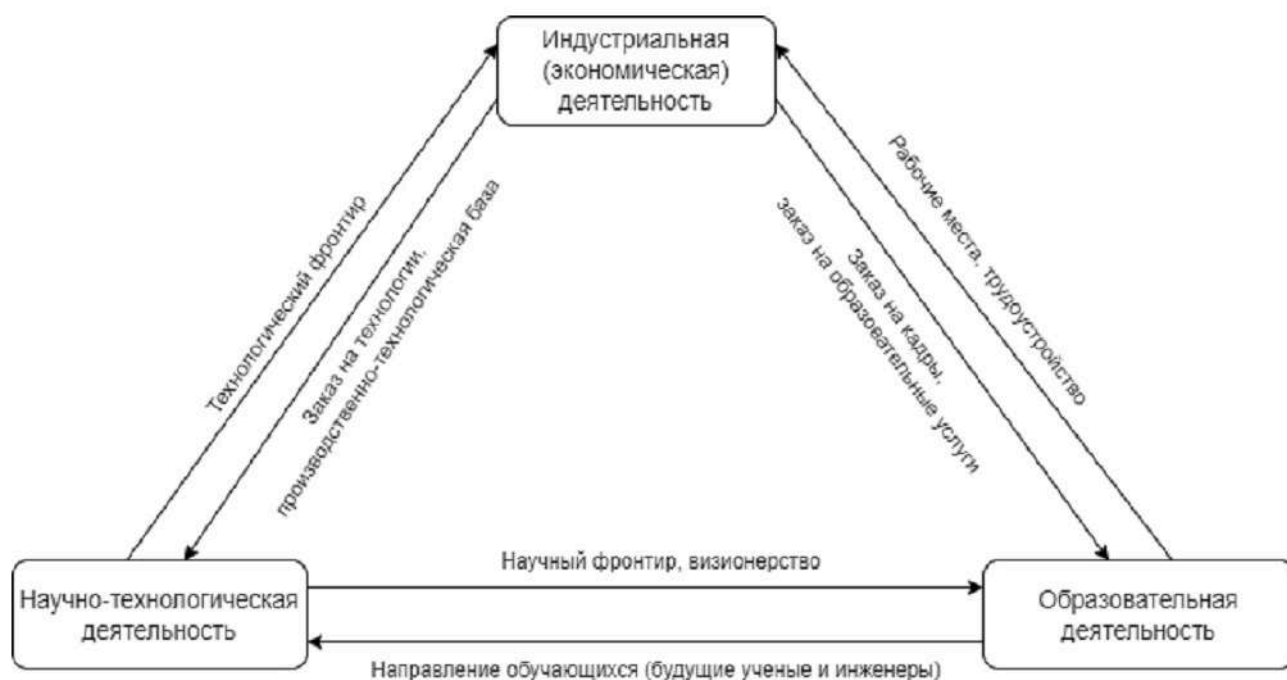 Индустриальная
(экономическая)
деятельность
Технологический фронтир
Заказ на технологии,
производственно-технологическая база
Рабочие места, трудоустройство
Заказ на кадры,
заказ на образовательные услуги
Научный фронтир, визионерство
Научно-технологическая
деятельность
Образовательная
деятельность
Направление обучающихся (будущие ученые и инженеры)